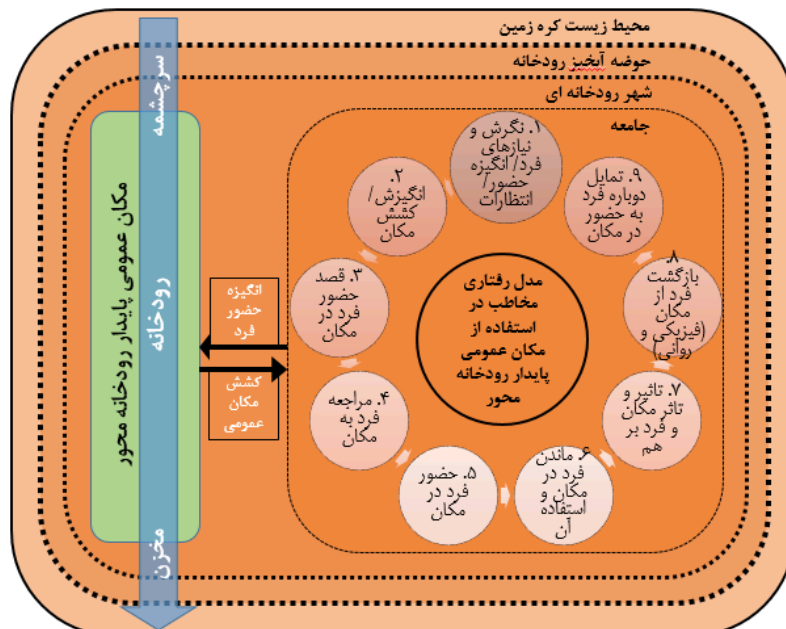 محیط زیست کره زمین
حوضه آبخیز رودخانه
شهر رودخانه ای
جامعه
۱. نگرش و
نیازهای
فرد/ انگیزه
حضور/
انتظارات
۲.
انگیزش/
کشش
مکان
۳. قصد
حضور
فرد در
مکان
۴. مراجعه
فرد به
مکان
۵. حضور
فرد در
مکان
۶. ماندن
فرد در
مکان و
استفاده
آن
۷. تاثیر و
تاثر مکان
و فرد بر
هم
۸.
بازگشت
فرد از
مکان
(فیزیکی و
روانی)
۹. تمایل
دوباره فرد
به حضور
در مکان
مدل رفتاری
مخاطب در
استفاده از
مکان عمومی
پایدار رودخانه
محور
انگیزه
حضور
فرد
کشش
مکان
عمومی
سرچشمه
رودخانه
مخزن
مکان عمومی پایدار رودخانه محور